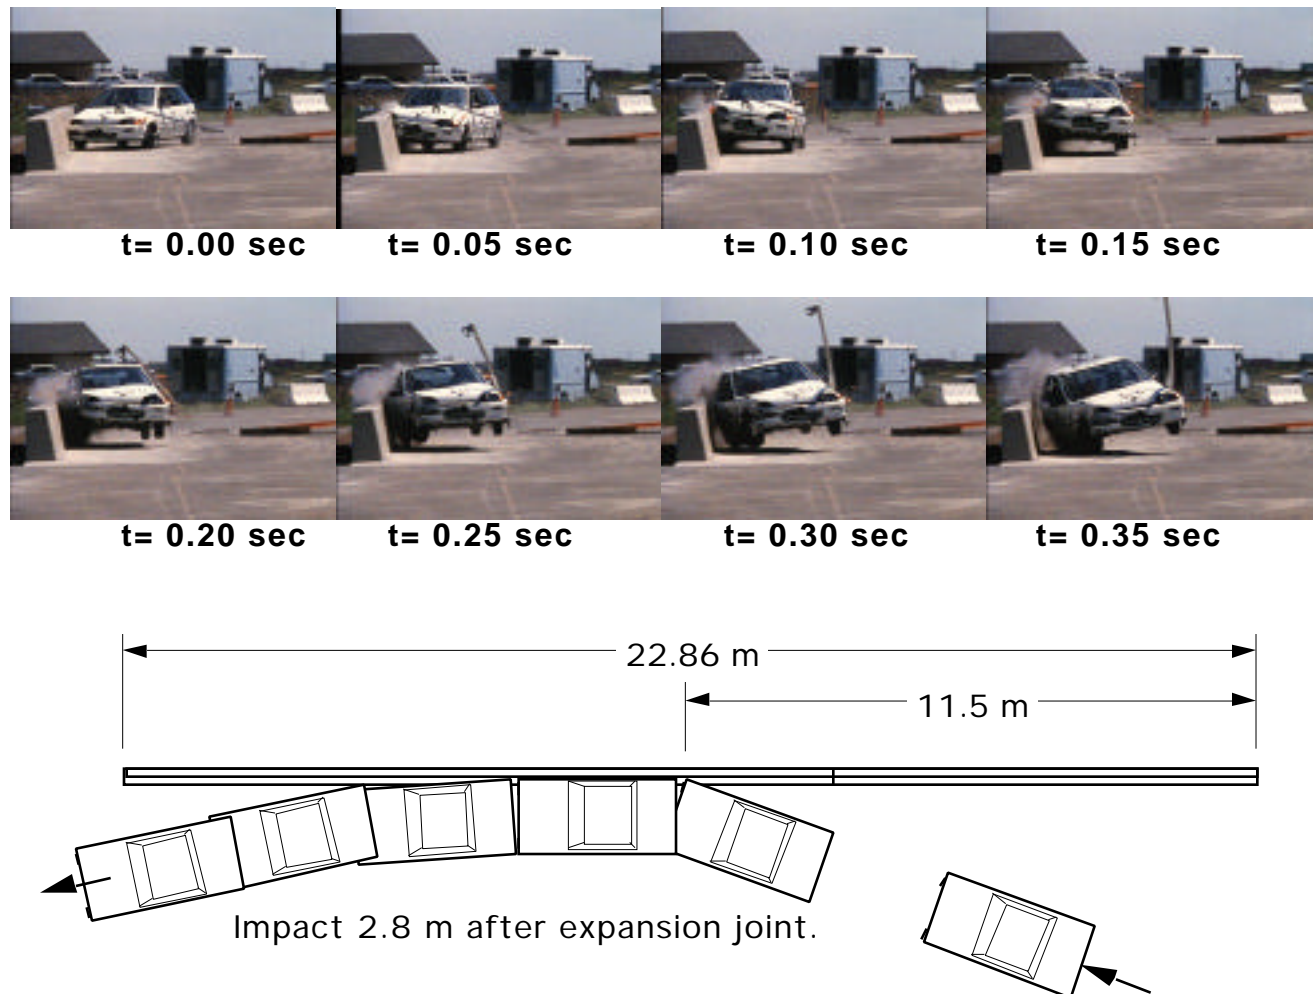 t= 0.00 sec
t= 0.05 sec
t= 0.10 sec
t= 0.15 sec
t= 0.20 sec
t= 0.25 sec
t= 0.30 sec
t= 0.35 sec
22.86 m
11.5 m
Impact 2.8 m after expansion joint.